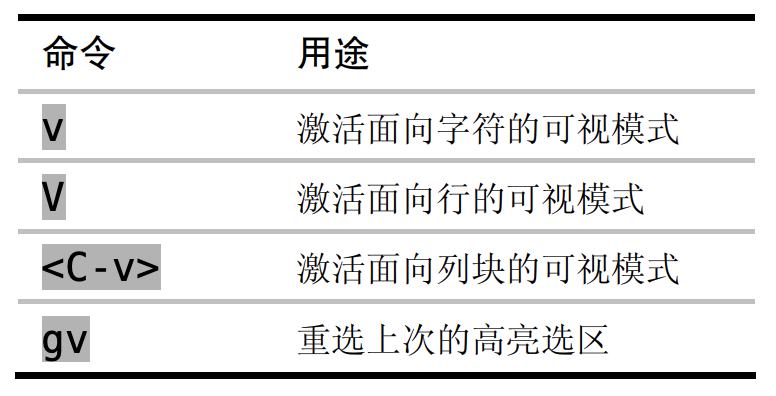 命令 用途
v 激活面向字符的可视模式
V 激活面向行的可视模式
<C-v> 激活面向列块的可视模式
gv 重选上次的高亮选区